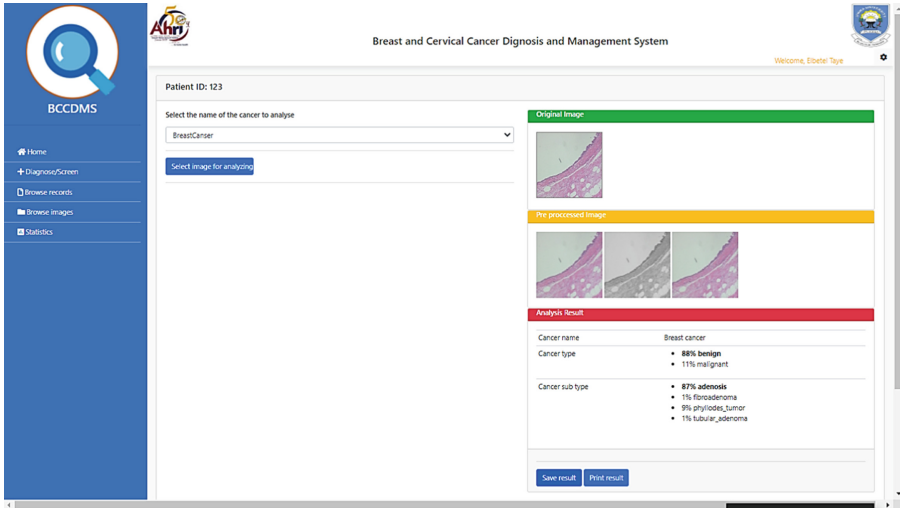 50
Ahri
Breast and Cervical Cancer Dignosis and Management System
Welcome, Elbetel Taye
BCCDMS
Home
Diagnose/Screen
Browse records
Browse images
Statistics
Patient ID: 123
Select the name of the cancer to analyse
BreastCanser
Select image for analyzing
Original Image
Pre proccessed Image
Analysis Result
Cancer name Breast cancer
Cancer type • 88% benign
• 11% malignant
Cancer sub type • 87% adenosis
• 1% fibroadenoma
• 9% phyllodes_tumor
• 1% tubular_adenoma
Save result Print result